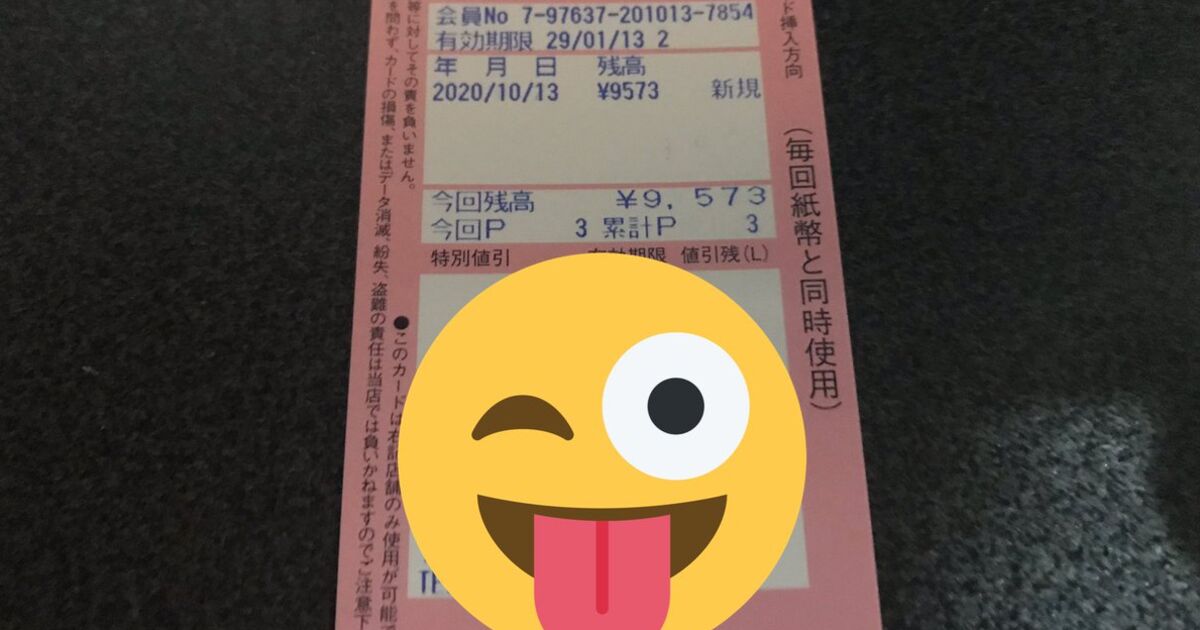 会員No 7-97637-201013-7854
有効期限 29/01/13 2
年 月 日 残高
2020/10/13 ¥9573 新規
今回残高 ¥9,573
今回P 3 累計P 3
特別値引 有効期限 値引残(L)
ド挿入方向
(毎回紙幣と同時使用)
等に対してその責を負いません。
を問わず、カードの損傷、またはデータ消滅、紛失、盗難の責任は当店では負いかねますのでご注意下
●このカードは右記店舗のみ使用が可能で